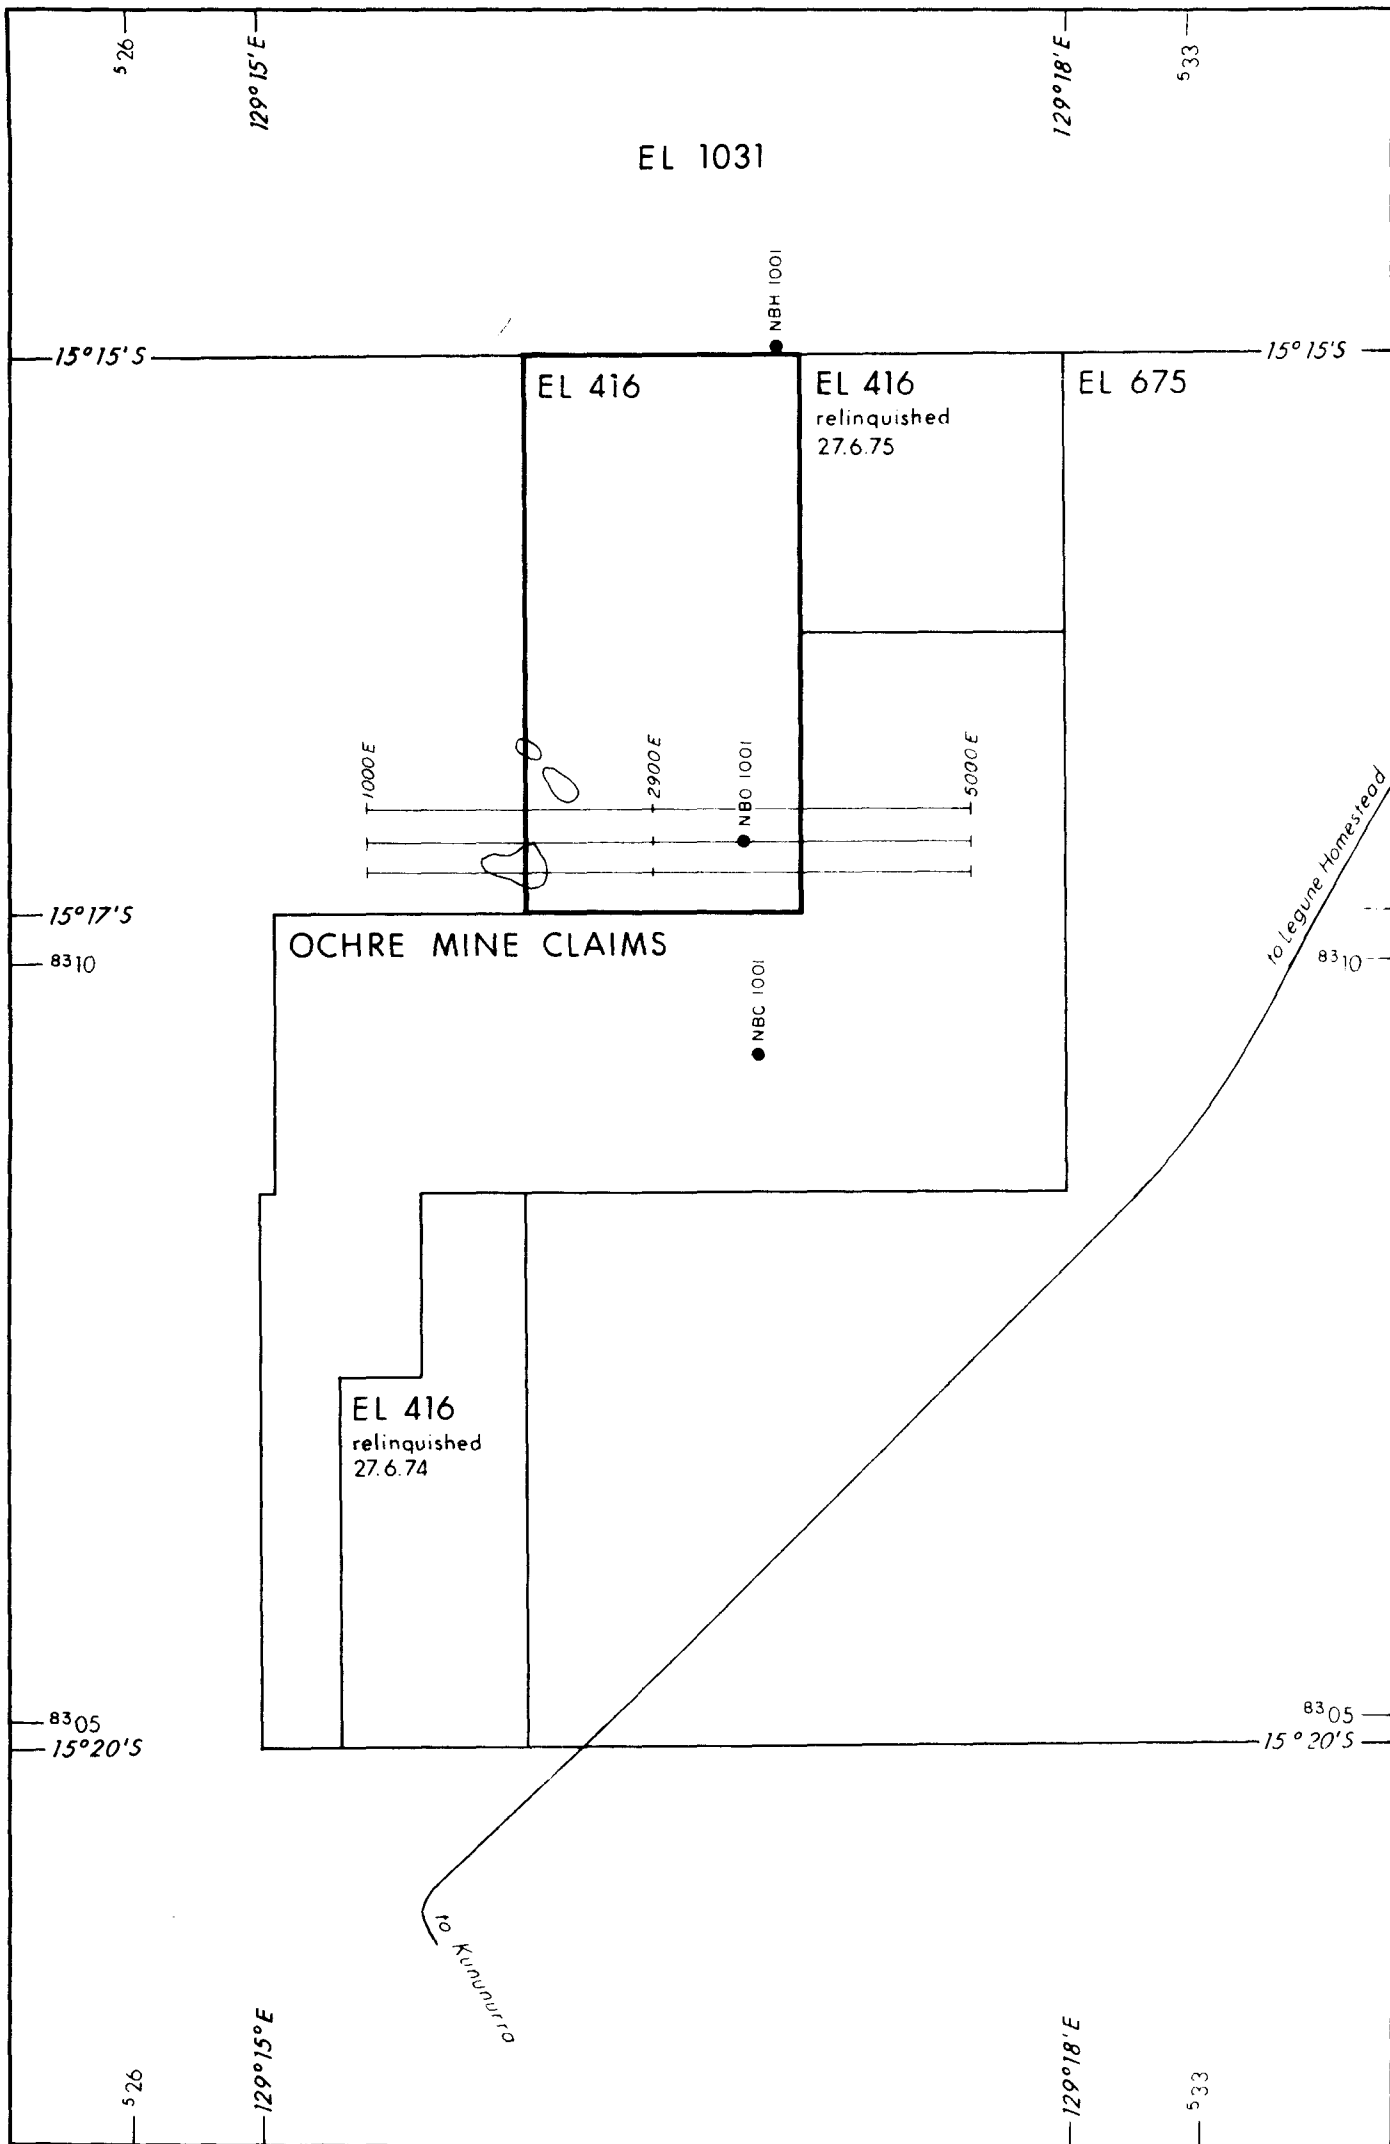 ⁵26
129°15'E
129°18'E
⁵33
EL 1031
NBH 1001
15°15'S
15°15'S
EL 416
EL 416
relinquished
27.6.75
EL 675
1000E
2900E
NBO 1001
5000E
to Legune Homestead
15°17'S
OCHRE MINE CLAIMS
⁸³10
⁸³10
NBC 1001
EL 416
relinquished
27.6.74
⁸³05
⁸³05
15°20'S
15°20'S
to Kununurra
⁵26
129°15°E
129°18'E
⁵33